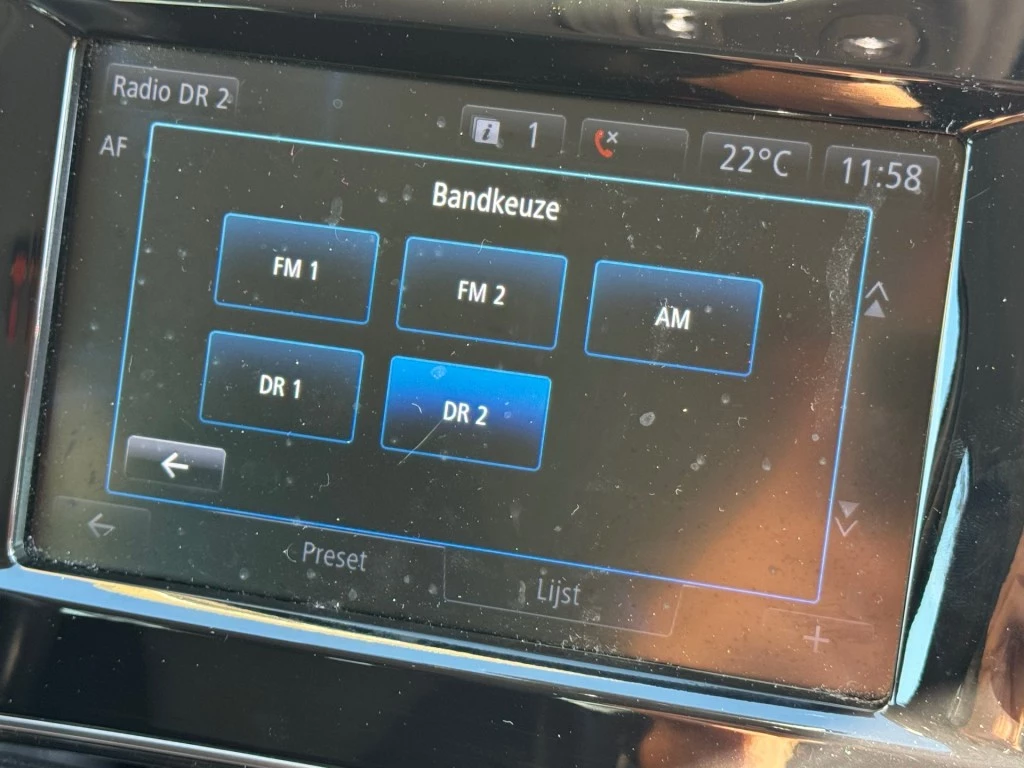 Radio DR 2
AF
1
22°C
11:58
Bandkeuze
FM 1
FM 2
AM
DR 1
DR 2
Preset
Lijst
+